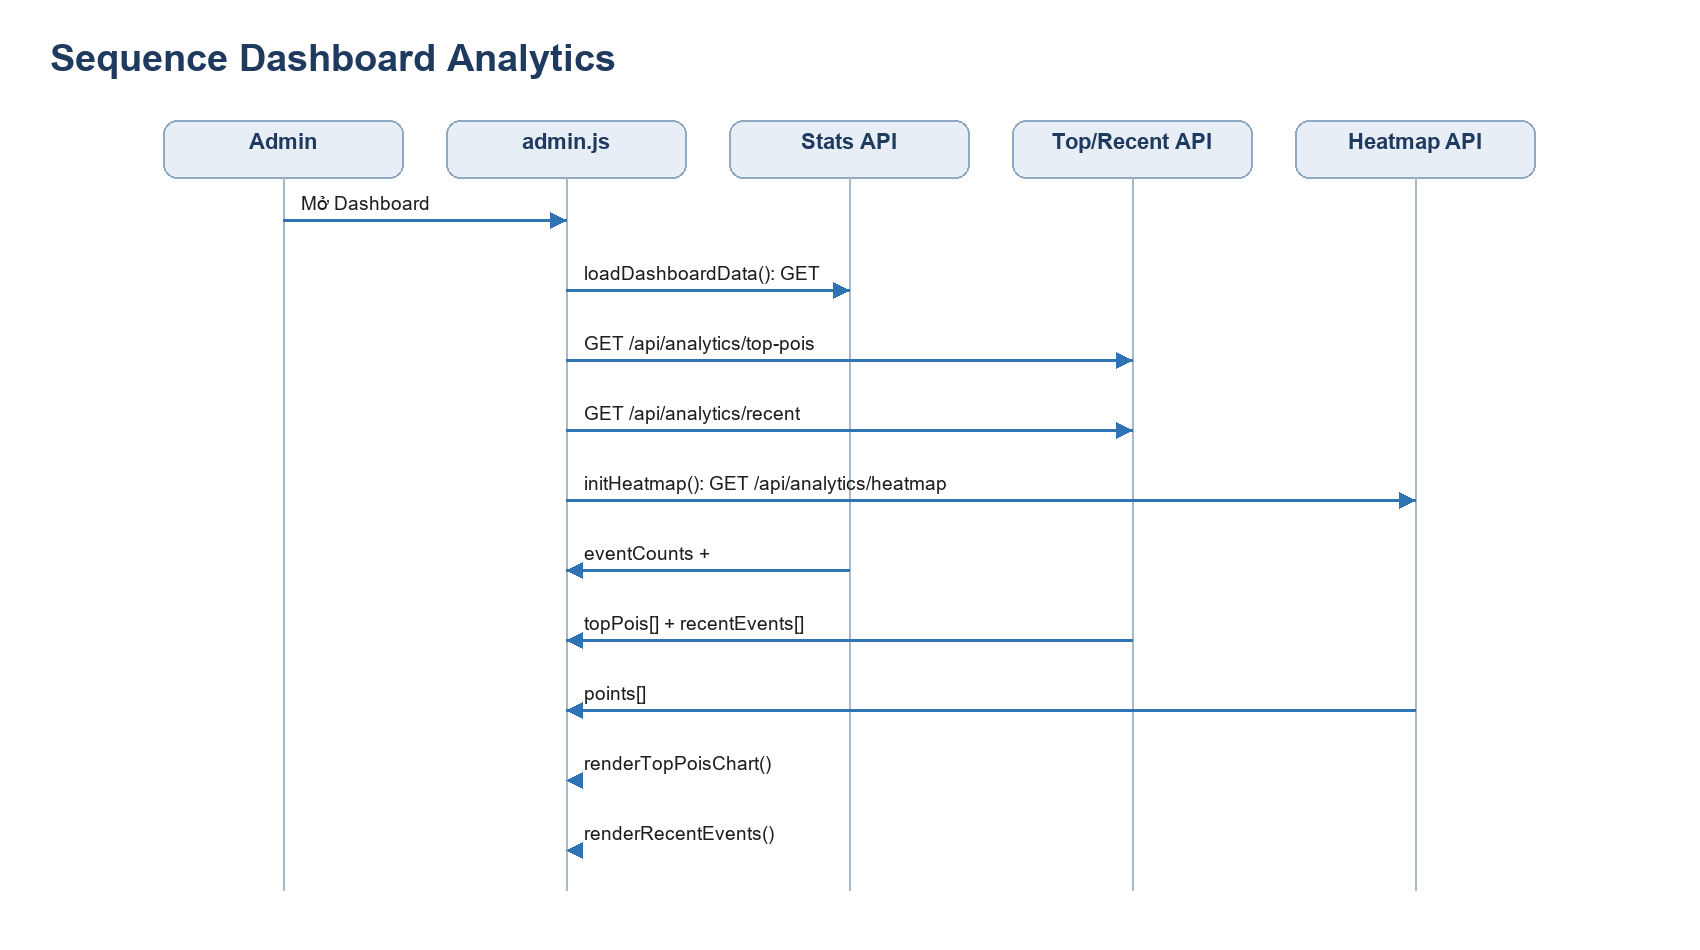 Sequence Dashboard Analytics
Admin
admin.js
Stats API
Top/Recent API
Heatmap API
Mở Dashboard
loadDashboardData(): GET
GET /api/analytics/top-pois
GET /api/analytics/recent
initHeatmap(): GET /api/analytics/heatmap
eventCounts +
topPois[] + recentEvents[]
points[]
renderTopPoisChart()
renderRecentEvents()